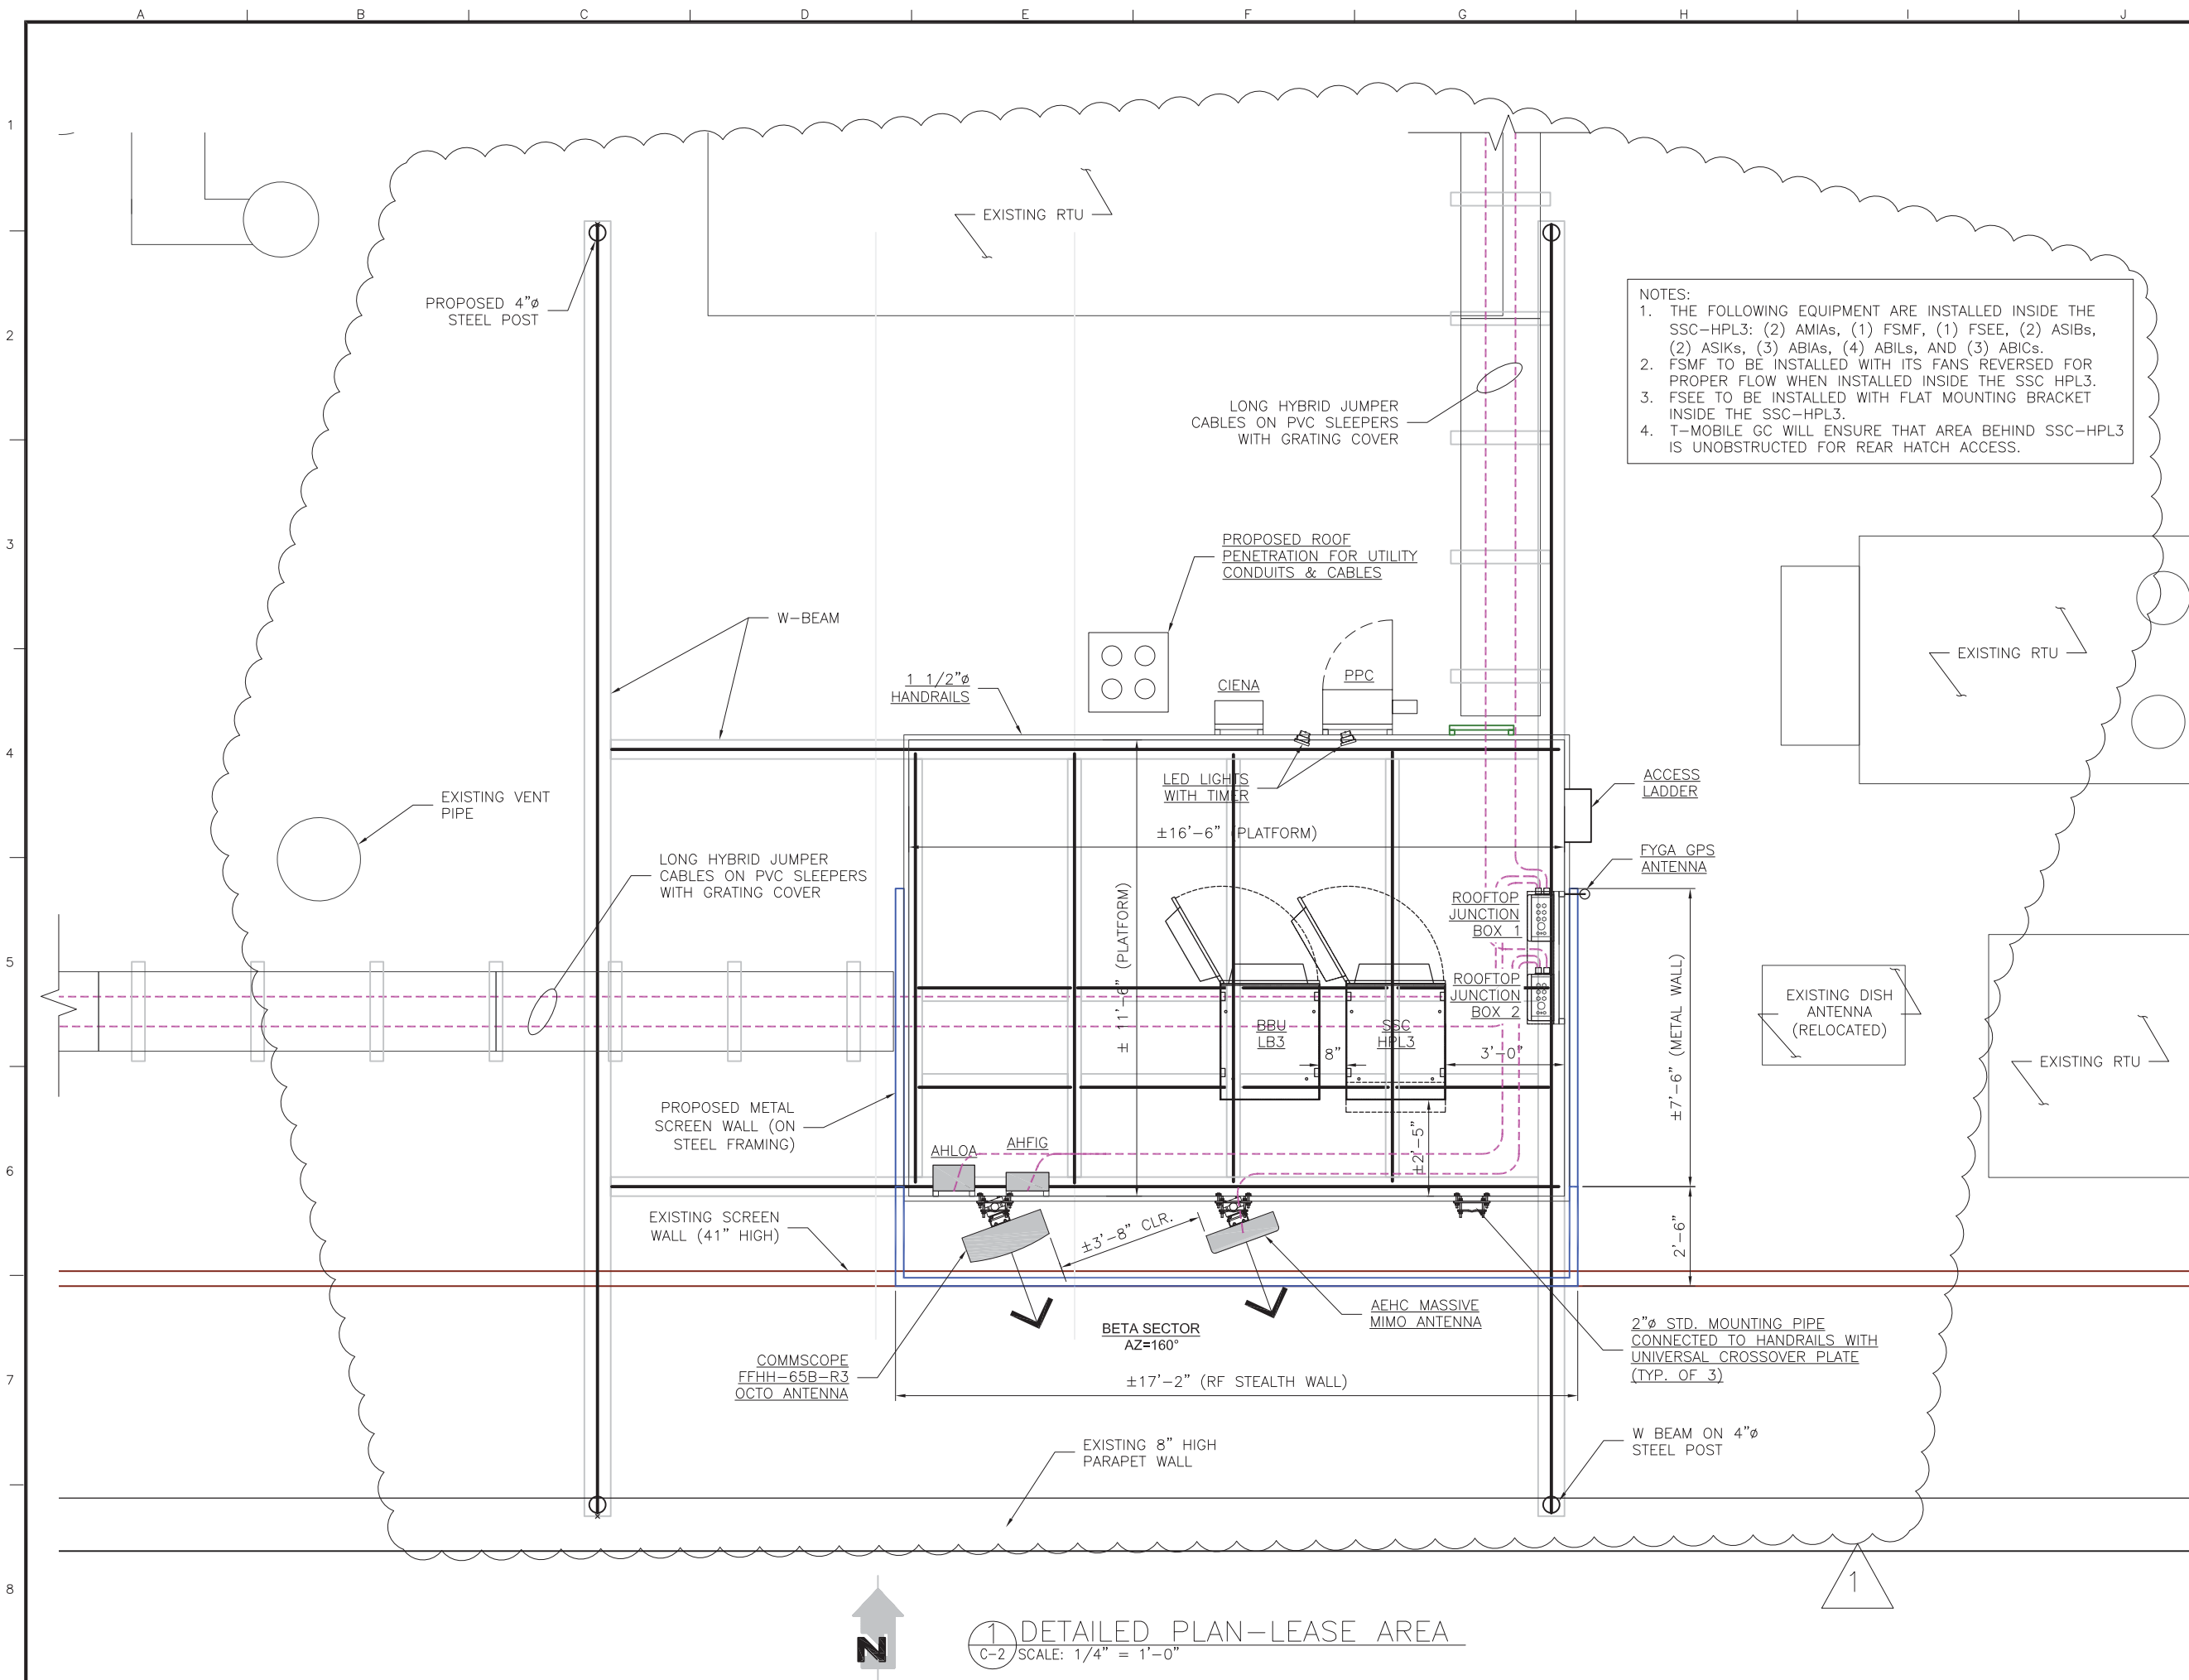 A B C D E F G H I J
1
2
3
4
5
6
7
8
EXISTING RTU
PROPOSED 4"ø
STEEL POST
NOTES:
1. THE FOLLOWING EQUIPMENT ARE INSTALLED INSIDE THE
SSC-HPL3: (2) AMIAs, (1) FSMF, (1) FSEE, (2) ASIBs,
(2) ASIKs, (3) ABIAs, (4) ABILs, AND (3) ABICs.
2. FSMF TO BE INSTALLED WITH ITS FANS REVERSED FOR
PROPER FLOW WHEN INSTALLED INSIDE THE SSC HPL3.
3. FSEE TO BE INSTALLED WITH FLAT MOUNTING BRACKET
INSIDE THE SSC-HPL3.
4. T-MOBILE GC WILL ENSURE THAT AREA BEHIND SSC-HPL3
IS UNOBSTRUCTED FOR REAR HATCH ACCESS.
LONG HYBRID JUMPER
CABLES ON PVC SLEEPERS
WITH GRATING COVER
PROPOSED ROOF
PENETRATION FOR UTILITY
CONDUITS & CABLES
W-BEAM
EXISTING RTU
1 1/2"ø
HANDRAILS
CIENA
PPC
LED LIGHTS
WITH TIMER
ACCESS
LADDER
EXISTING VENT
PIPE
±16'-6" (PLATFORM)
LONG HYBRID JUMPER
CABLES ON PVC SLEEPERS
WITH GRATING COVER
FYGA GPS
ANTENNA
±11'-6" (PLATFORM)
ROOFTOP
JUNCTION
BOX 1
ROOFTOP
JUNCTION
BOX 2
±7'-6" (METAL WALL)
EXISTING DISH
ANTENNA
(RELOCATED)
BBU
LB3
8"
SSC
HPL3
3'-0"
EXISTING RTU
PROPOSED METAL
SCREEN WALL (ON
STEEL FRAMING)
±2'-5"
AHLOA
AHFIG
EXISTING SCREEN
WALL (41" HIGH)
±3'-8" CLR.
2'-6"
AEHC MASSIVE
MIMO ANTENNA
BETA SECTOR
AZ=160°
2"ø STD. MOUNTING PIPE
CONNECTED TO HANDRAILS WITH
UNIVERSAL CROSSOVER PLATE
(TYP. OF 3)
COMMSCOPE
FFHH-65B-R3
OCTO ANTENNA
±17'-2" (RF STEALTH WALL)
EXISTING 8" HIGH
PARAPET WALL
W BEAM ON 4"ø
STEEL POST
1
N
1 DETAILED PLAN-LEASE AREA
C-2 SCALE: 1/4" = 1'-0"